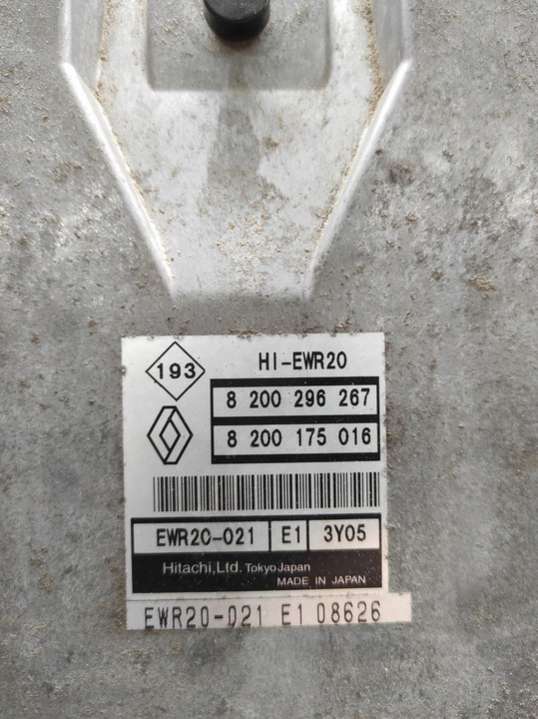 193
HI-EWR20
8 200 296 267
8 200 175 016
EWR20-021 E1 3Y05
Hitachi,Ltd. Tokyo Japan
MADE IN JAPAN
EWR20-021 E1 08626